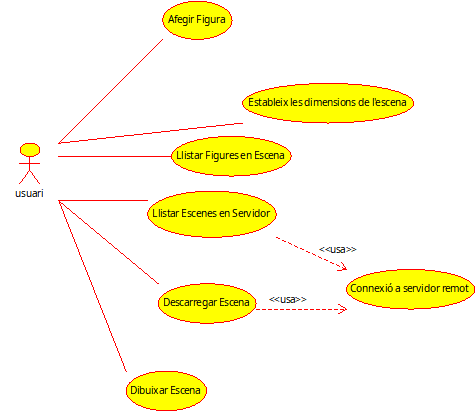 Afegir Figura
Estableix les dimensions de l'escena
Llistar Figures en Escena
usuari
Llistar Escenes en Servidor
<<usa>>
Connexió a servidor remot
Descarregar Escena
<<usa>>
Dibuixar Escena